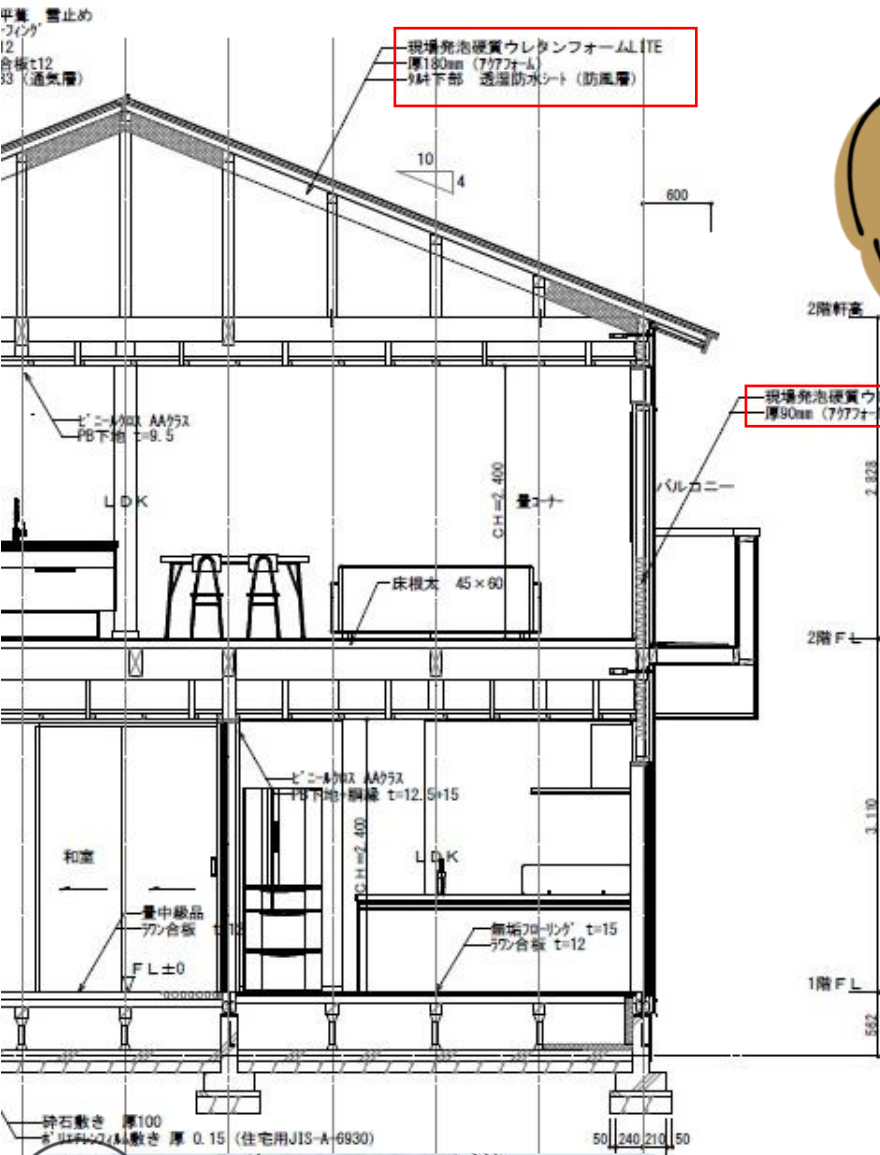 平葺 雪止め
ーフィング
12
合板t12
33（通気層）
現場発泡硬質ウレタンフォームLITE
厚180mm（アクアフォーム）
タルキ下部 透湿防水シート（防風層）
10
4
600
2階軒高
現場発泡硬質ウ
厚90mm（アクアフォー
ビニールクロス AAクラス
PB下地 t=9.5
LDK
CH=2,400
畳コーナー
バルコニー
2,828
床根太 45×60
2階FL
ビニールクロス AAクラス
PB下地+胴縁 t=12.5+15
CH=2,400
和室
LDK
3,110
畳中級品
ラワン合板 t=12
無垢フローリング t=15
ラワン合板 t=12
FL±0
1階FL
562
砕石敷き 厚100
ポリエチレンフィルム敷き 厚 0.15（住宅用JIS-A-6930）
50 240 210 50